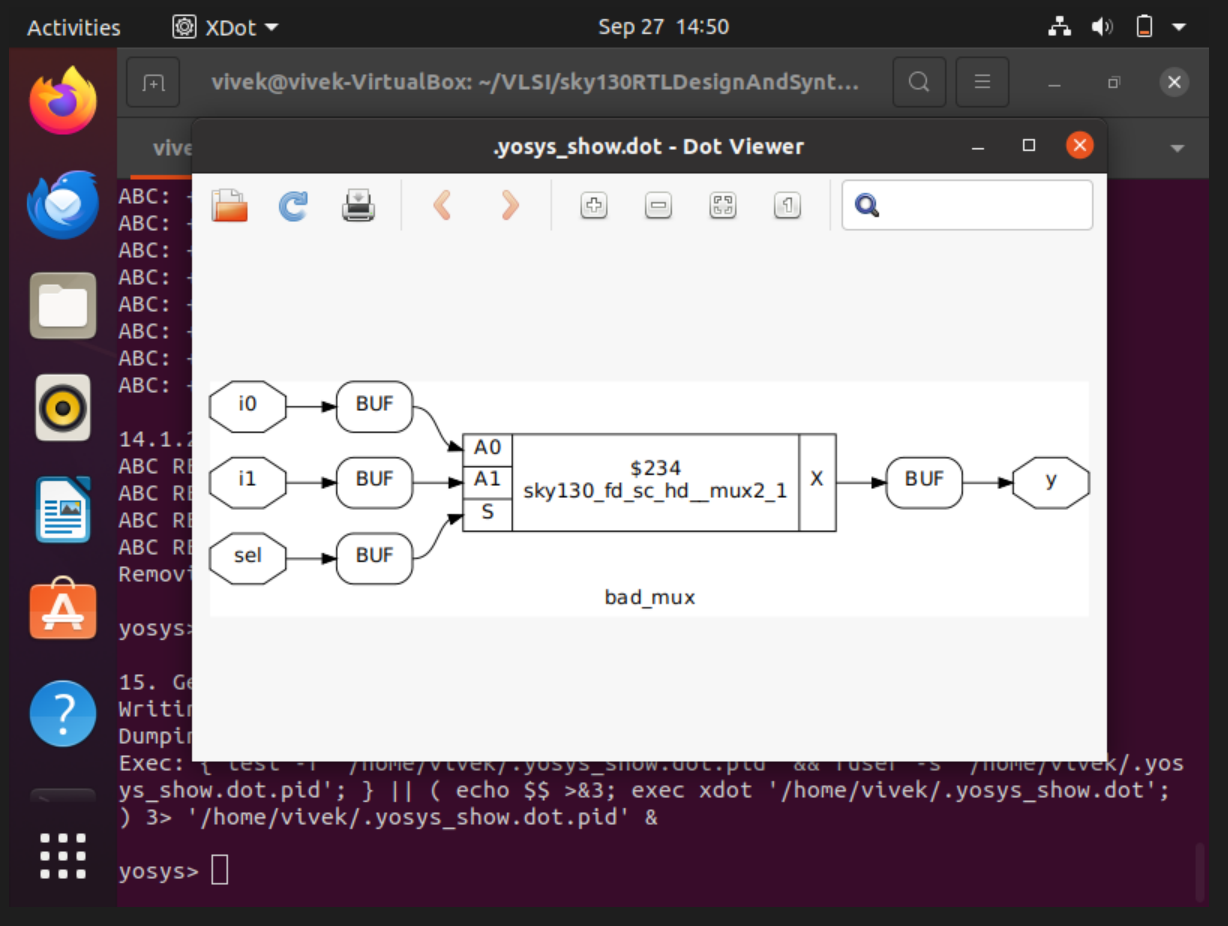 Activities
XDot
Sep 27 14:50
vivek@vivek-VirtualBox: ~/VLSI/sky130RTLDesignAndSynt...
vive
.yosys_show.dot - Dot Viewer
ABC:
ABC:
ABC:
ABC:
ABC:
ABC:
ABC:
ABC:
i0
BUF
i1
BUF
sel
BUF
A0
A1
S
$234
sky130_fd_sc_hd__mux2_1
X
BUF
y
bad_mux
14.1.2
ABC RE
ABC RE
ABC RE
ABC RE
Removi
yosys>
15. Ge
Writin
Dumpin
Exec: { test -f '/home/vivek/.yosys_show.dot.pid' && fuser -s '/home/vivek/.yos
ys_show.dot.pid'; } || ( echo $$ >&3; exec xdot '/home/vivek/.yosys_show.dot';
) 3> '/home/vivek/.yosys_show.dot.pid' &
yosys>